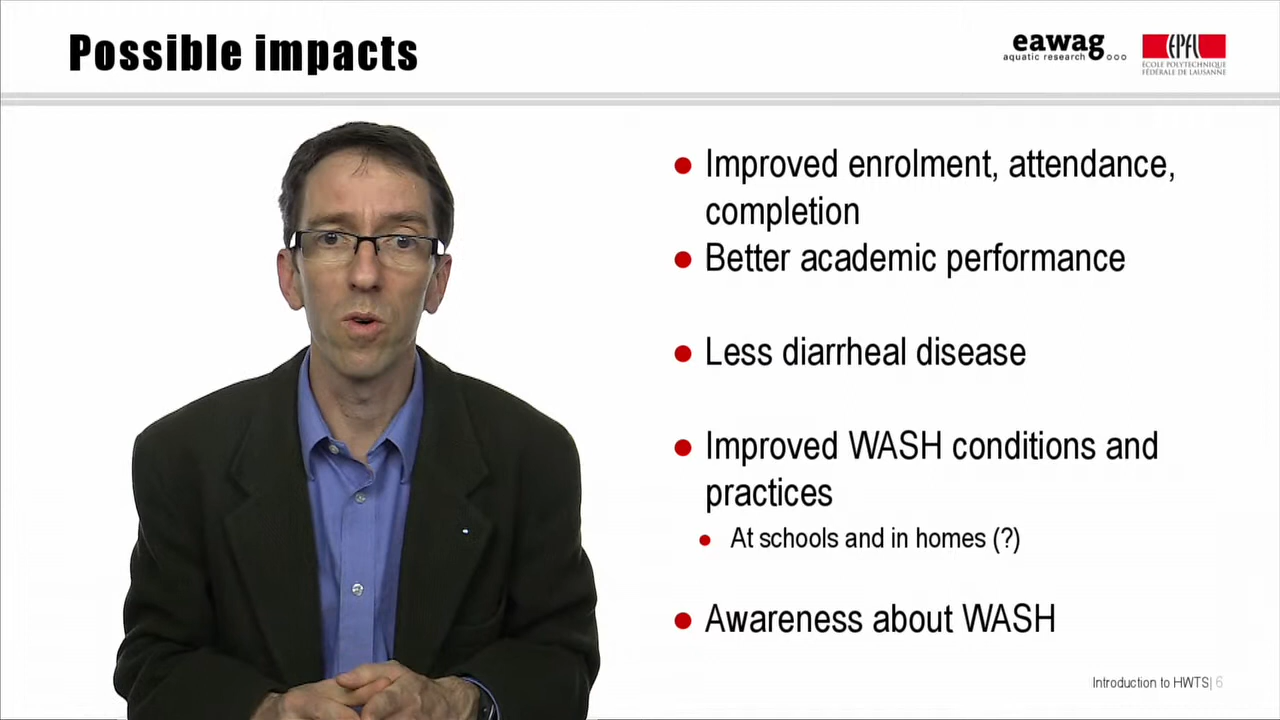 Possible impacts
eawag
aquatic research
EPFL
ÉCOLE POLYTECHNIQUE
FÉDÉRALE DE LAUSANNE
Improved enrolment, attendance,
completion
Better academic performance
Less diarrheal disease
Improved WASH conditions and
practices
At schools and in homes (?)
Awareness about WASH
Introduction to HWTS| 6